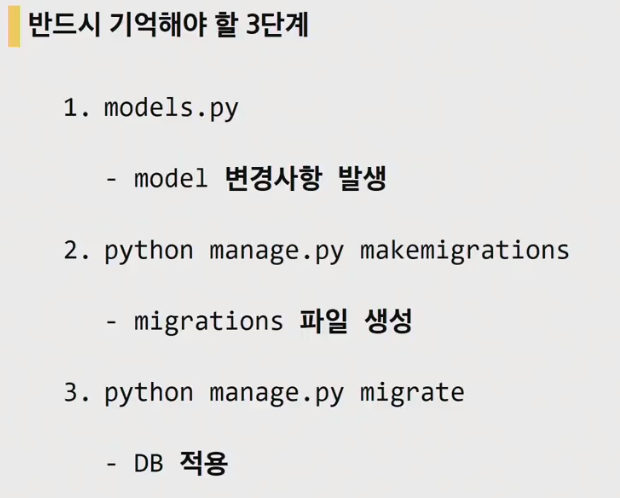 반드시 기억해야 할 3단계
1. models.py
- model 변경사항 발생
2. python manage.py makemigrations
- migrations 파일 생성
3. python manage.py migrate
- DB 적용